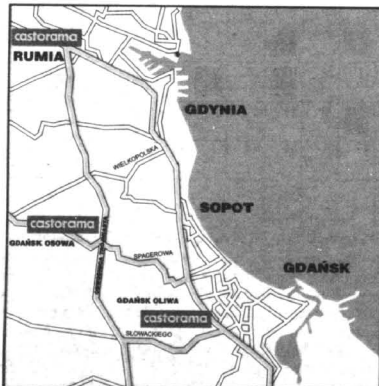 castorama
RUMIA
GDYNIA
WIELKOPOLSKA
SOPOT
castorama
GDAŃSK OSOWA
SPACEROWA
GDAŃSK
GDAŃSK OLIWA
castorama
SŁOWACKIEGO